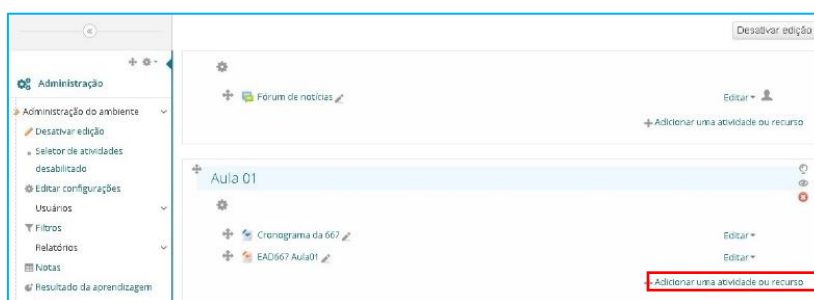 Desativar edição
Administração
Administração do ambiente
Desativar edição
Seletor de atividades
desabilitado
Editar configurações
Usuários
Filtros
Relatórios
Notas
Resultado da aprendizagem
Fórum de notícias
Editar
Adicionar uma atividade ou recurso
Aula 01
Cronograma da 667
Editar
EAD667 Aula01
Editar
Adicionar uma atividade ou recurso